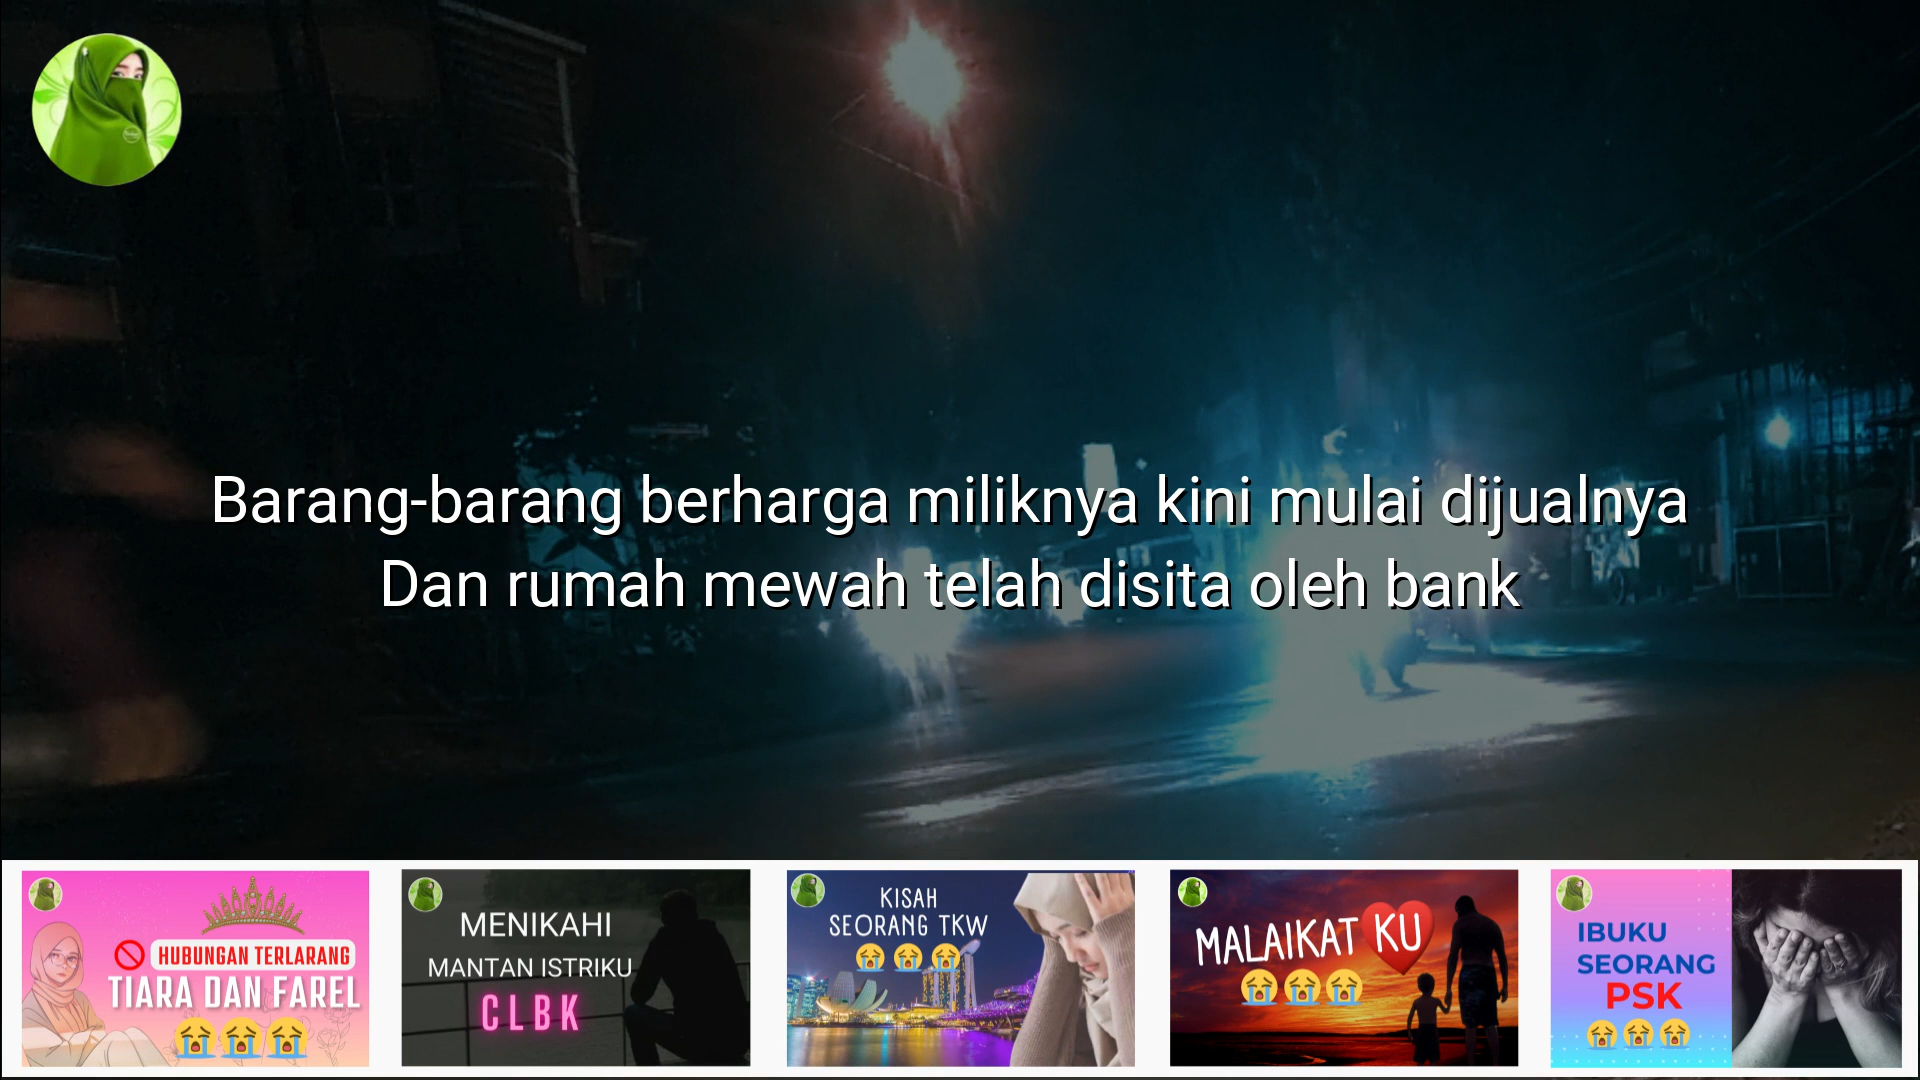 Barang-barang berharga miliknya kini mulai dijualnya
Dan rumah mewah telah disita oleh bank
HUBUNGAN TERLARANG
TIARA DAN FAREL
MENIKAHI
MANTAN ISTRIKU
CLBK
KISAH
SEORANG TKW
MALAIKAT KU
IBUKU
SEORANG
PSK